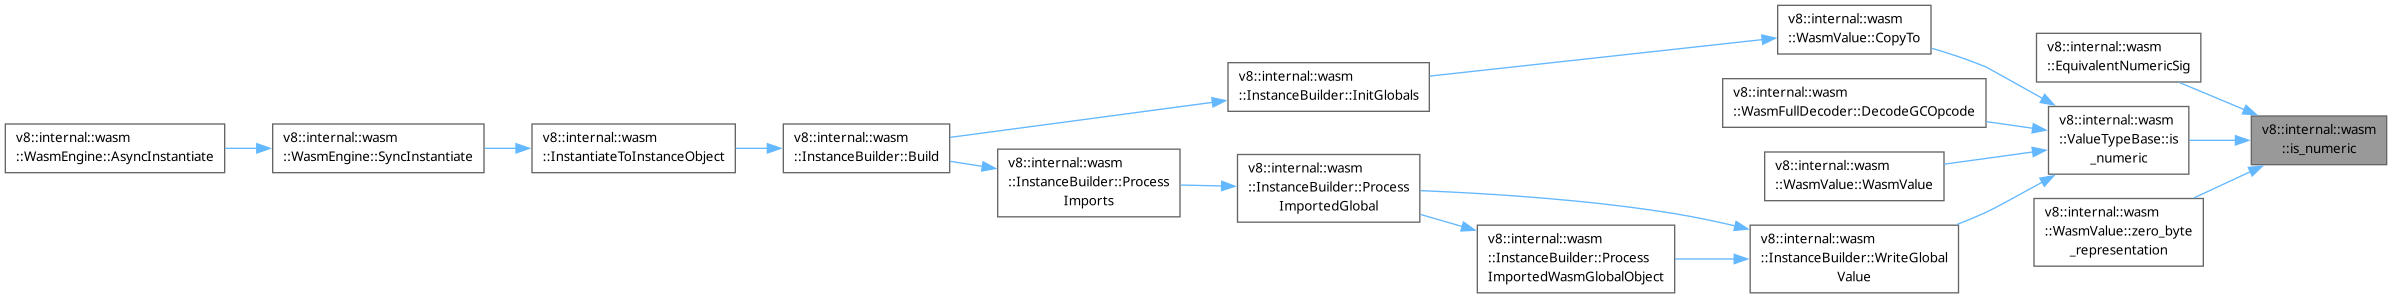 v8::internal::wasm
::WasmEngine::AsyncInstantiate
v8::internal::wasm
::WasmEngine::SyncInstantiate
v8::internal::wasm
::InstantiateToInstanceObject
v8::internal::wasm
::InstanceBuilder::Build
v8::internal::wasm
::InstanceBuilder::InitGlobals
v8::internal::wasm
::InstanceBuilder::Process
Imports
v8::internal::wasm
::InstanceBuilder::Process
ImportedGlobal
v8::internal::wasm
::InstanceBuilder::Process
ImportedWasmGlobalObject
v8::internal::wasm
::WasmValue::CopyTo
v8::internal::wasm
::WasmFullDecoder::DecodeGCOpcode
v8::internal::wasm
::WasmValue::WasmValue
v8::internal::wasm
::InstanceBuilder::WriteGlobal
Value
v8::internal::wasm
::EquivalentNumericSig
v8::internal::wasm
::ValueTypeBase::is
_numeric
v8::internal::wasm
::WasmValue::zero_byte
_representation
v8::internal::wasm
::is_numeric